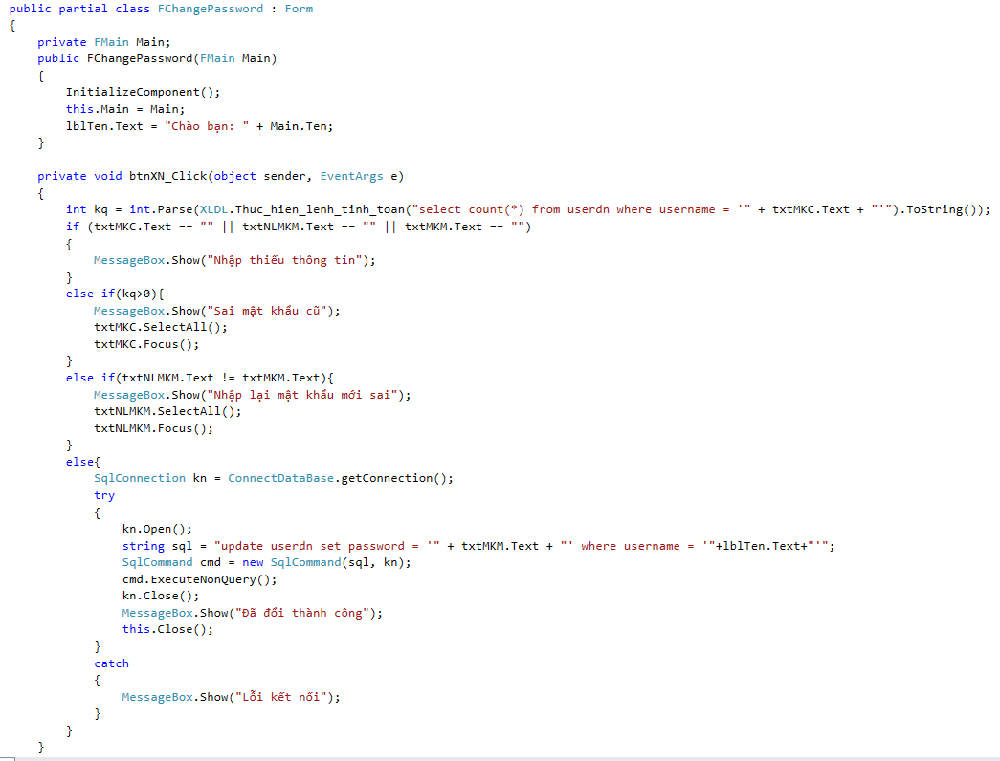 public partial class FChangePassword : Form
{
    private FMain Main;
    public FChangePassword(FMain Main)
    {
        InitializeComponent();
        this.Main = Main;
        lblTen.Text = "Chào bạn: " + Main.Ten;
    }

    private void btnXN_Click(object sender, EventArgs e)
    {
        int kq = int.Parse(XLDL.Thuc_hien_lenh_tinh_toan("select count(*) from userdn where username = '" + txtMKC.Text + "'").ToString());
        if (txtMKC.Text == "" || txtNLMKM.Text == "" || txtMKM.Text == "")
        {
            MessageBox.Show("Nhập thiếu thông tin");
        }
        else if(kq>0){
            MessageBox.Show("Sai mật khẩu cũ");
            txtMKC.SelectAll();
            txtMKC.Focus();
        }
        else if(txtNLMKM.Text != txtMKM.Text){
            MessageBox.Show("Nhập lại mật khẩu mới sai");
            txtNLMKM.SelectAll();
            txtNLMKM.Focus();
        }
        else{
            SqlConnection kn = ConnectDataBase.getConnection();
            try
            {
                kn.Open();
                string sql = "update userdn set password = '" + txtMKM.Text + "' where username = '"+lblTen.Text+"'";
                SqlCommand cmd = new SqlCommand(sql, kn);
                cmd.ExecuteNonQuery();
                kn.Close();
                MessageBox.Show("Đã đổi thành công");
                this.Close();
            }
            catch
            {
                MessageBox.Show("Lỗi kết nối");
            }
        }
    }